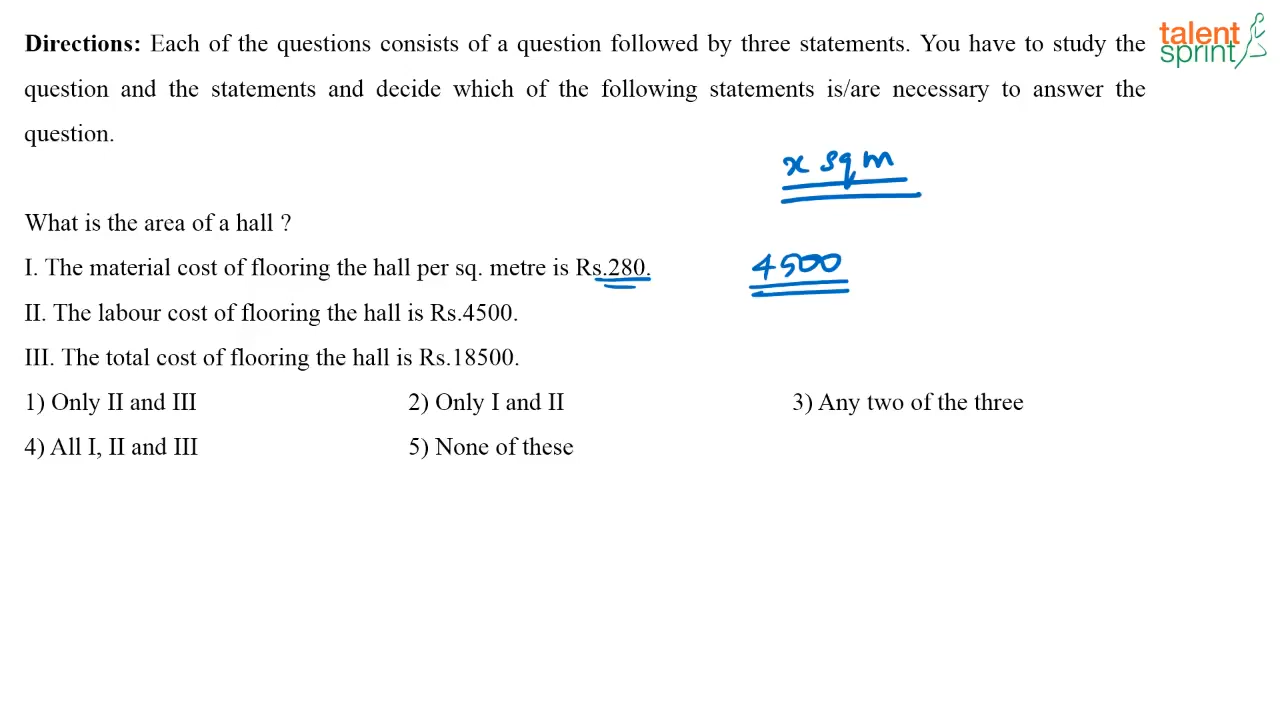 talent
sprint
Directions: Each of the questions consists of a question followed by three statements. You have to study the
question and the statements and decide which of the following statements is/are necessary to answer the
question.
x sq m
What is the area of a hall ?
I. The material cost of flooring the hall per sq. metre is Rs.280.
4500
II. The labour cost of flooring the hall is Rs.4500.
III. The total cost of flooring the hall is Rs.18500.
1) Only II and III 2) Only I and II 3) Any two of the three
4) All I, II and III 5) None of these